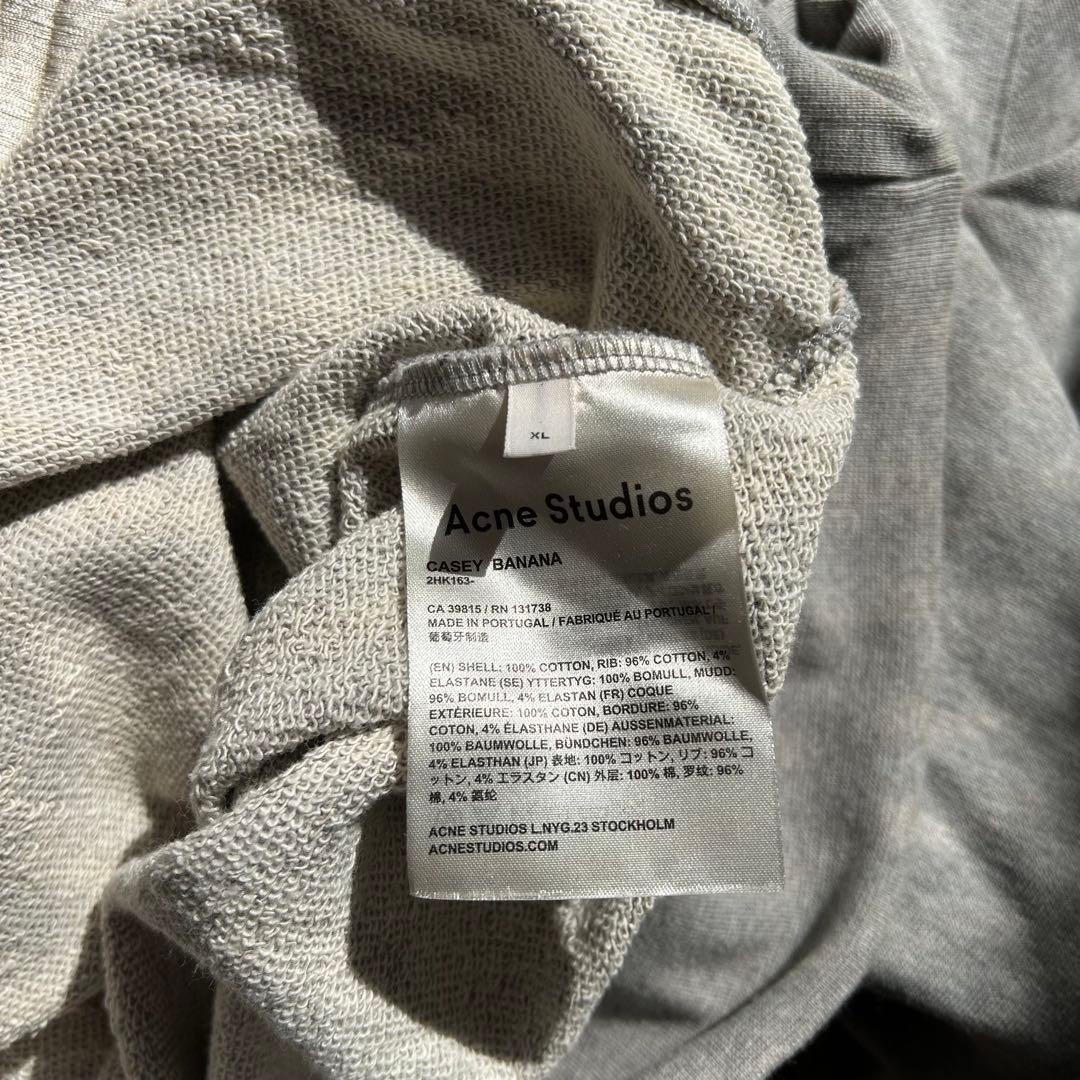 XL
Acne Studios
CASEY BANANA
2HK163-
CA 39815 / RN 131738
MADE IN PORTUGAL / FABRIQUÉ AU PORTUGAL /
葡萄牙制造
(EN) SHELL: 100% COTTON, RIB: 96% COTTON, 4%
ELASTANE (SE) YTTERTYG: 100% BOMULL, MUDD:
96% BOMULL, 4% ELASTAN (FR) COQUE
EXTÉRIEURE: 100% COTON, BORDURE: 96%
COTON, 4% ÉLASTHANE (DE) AUSSENMATERIAL:
100% BAUMWOLLE, BÜNDCHEN: 96% BAUMWOLLE,
4% ELASTHAN (JP) 表地: 100% コットン, リブ: 96% コ
ットン, 4% エラスタン (CN) 外层: 100% 棉, 罗纹: 96%
棉, 4% 氨纶
ACNE STUDIOS L.NYG.23 STOCKHOLM
ACNESTUDIOS.COM